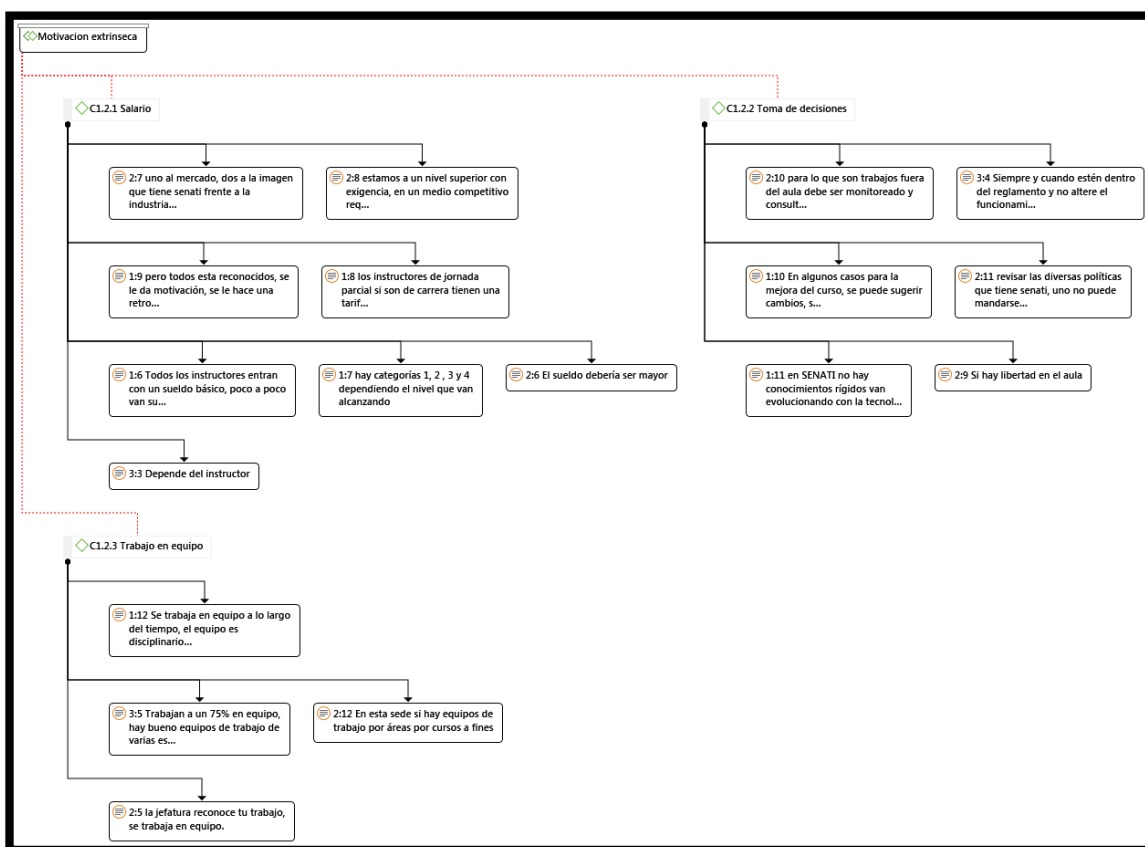 Motivacion extrinseca
C1.2.1 Salario
2:7 uno al mercado, dos a la imagen
que tiene senati frente a la
industria...
2:8 estamos a un nivel superior con
exigencia, en un medio competitivo
req...
1:9 pero todos esta reconocidos, se
le da motivación, se le hace una
retro...
1:8 los instructores de jornada
parcial si son de carrera tienen una
tarif...
1:6 Todos los instructores entran
con un sueldo básico, poco a poco
van su...
1:7 hay categorías 1, 2 , 3 y 4
dependiendo el nivel que van
alcanzando
2:6 El sueldo debería ser mayor
3:3 Depende del instructor
C1.2.2 Toma de decisiones
2:10 para lo que son trabajos fuera
del aula debe ser monitoreado y
consult...
3:4 Siempre y cuando estén dentro
del reglamento y no altere el
funcionami...
1:10 En algunos casos para la
mejora del curso, se puede sugerir
cambios, s...
2:11 revisar las diversas políticas
que tiene senati, uno no puede
mandarse...
1:11 en SENATI no hay
conocimientos rígidos van
evolucionando con la tecnol...
2:9 Si hay libertad en el aula
C1.2.3 Trabajo en equipo
1:12 Se trabaja en equipo a lo largo
del tiempo, el equipo es
disciplinario...
3:5 Trabajan a un 75% en equipo,
hay bueno equipos de trabajo de
varias es...
2:12 En esta sede si hay equipos de
trabajo por áreas por cursos a fines
2:5 la jefatura reconoce tu trabajo,
se trabaja en equipo.